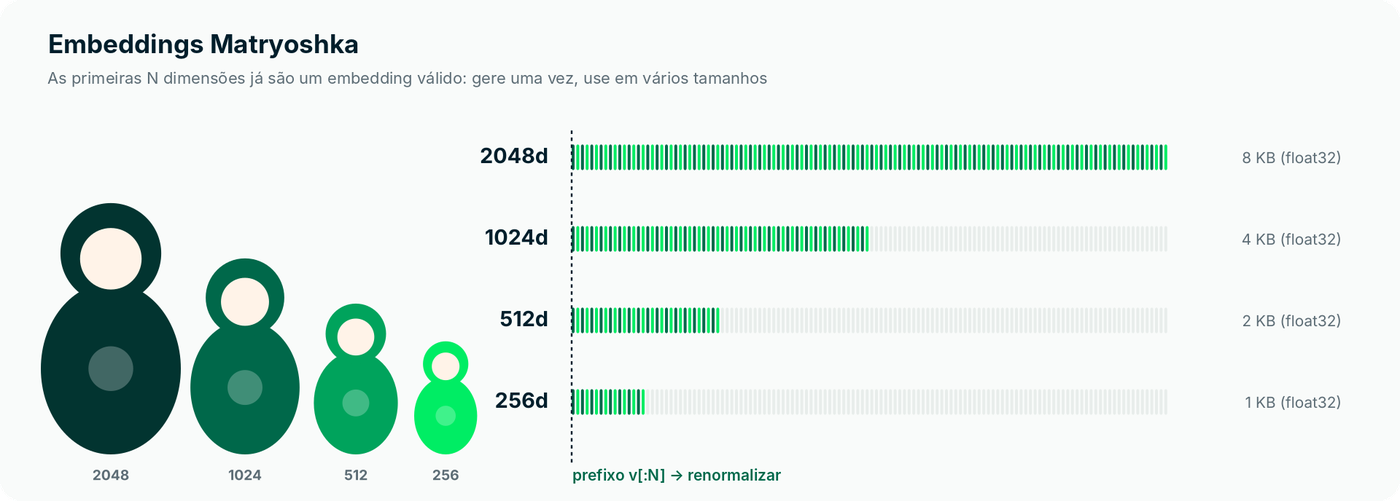 Embeddings Matryoshka
As primeiras N dimensões já são um embedding válido: gere uma vez, use em vários tamanhos
2048d
8 KB (float32)
1024d
4 KB (float32)
512d
2 KB (float32)
256d
1 KB (float32)
2048
1024
512
256
prefixo v[:N] → renormalizar